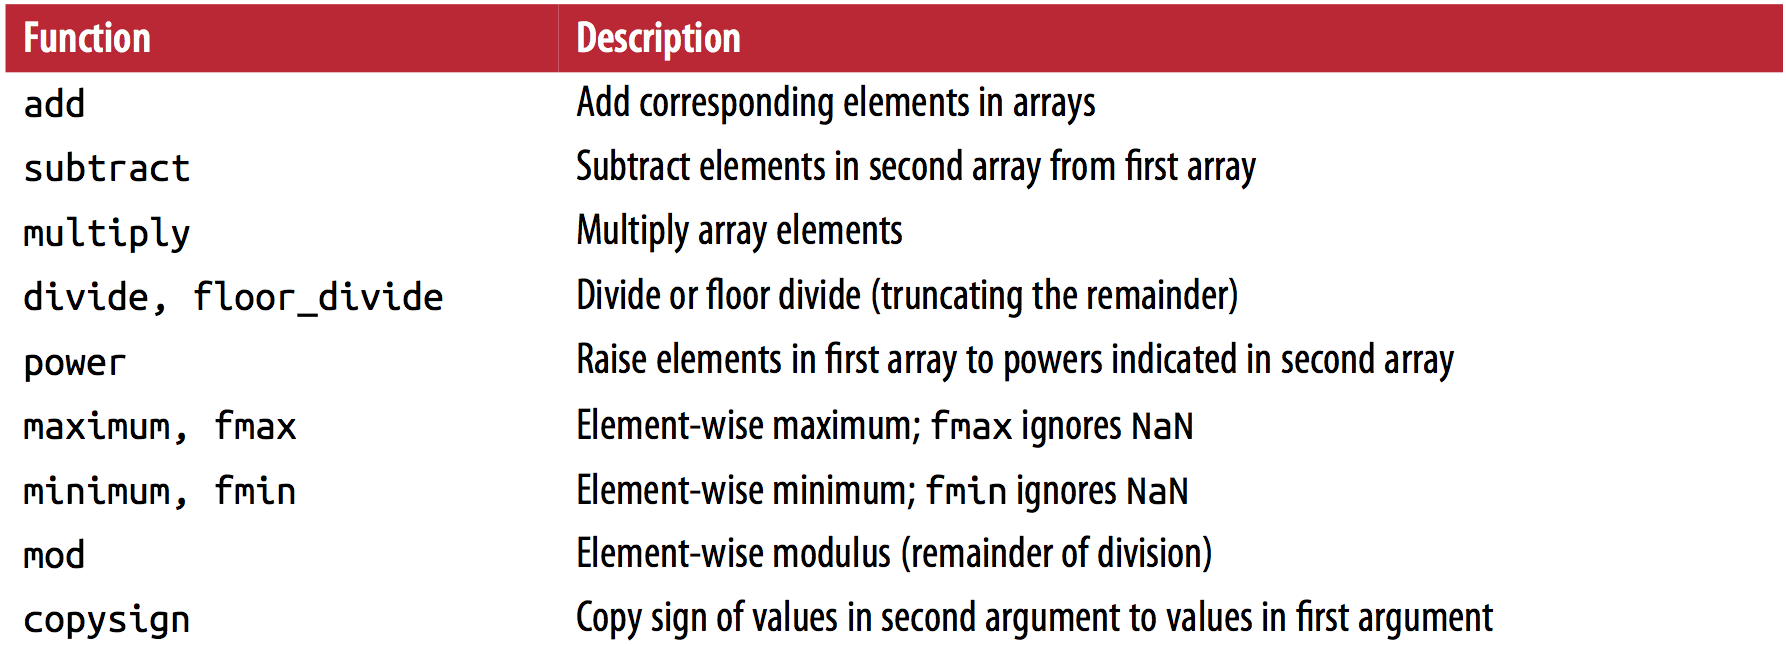 Function Description
add Add corresponding elements in arrays
subtract Subtract elements in second array from first array
multiply Multiply array elements
divide, floor_divide Divide or floor divide (truncating the remainder)
power Raise elements in first array to powers indicated in second array
maximum, fmax Element-wise maximum; fmax ignores NaN
minimum, fmin Element-wise minimum; fmin ignores NaN
mod Element-wise modulus (remainder of division)
copysign Copy sign of values in second argument to values in first argument